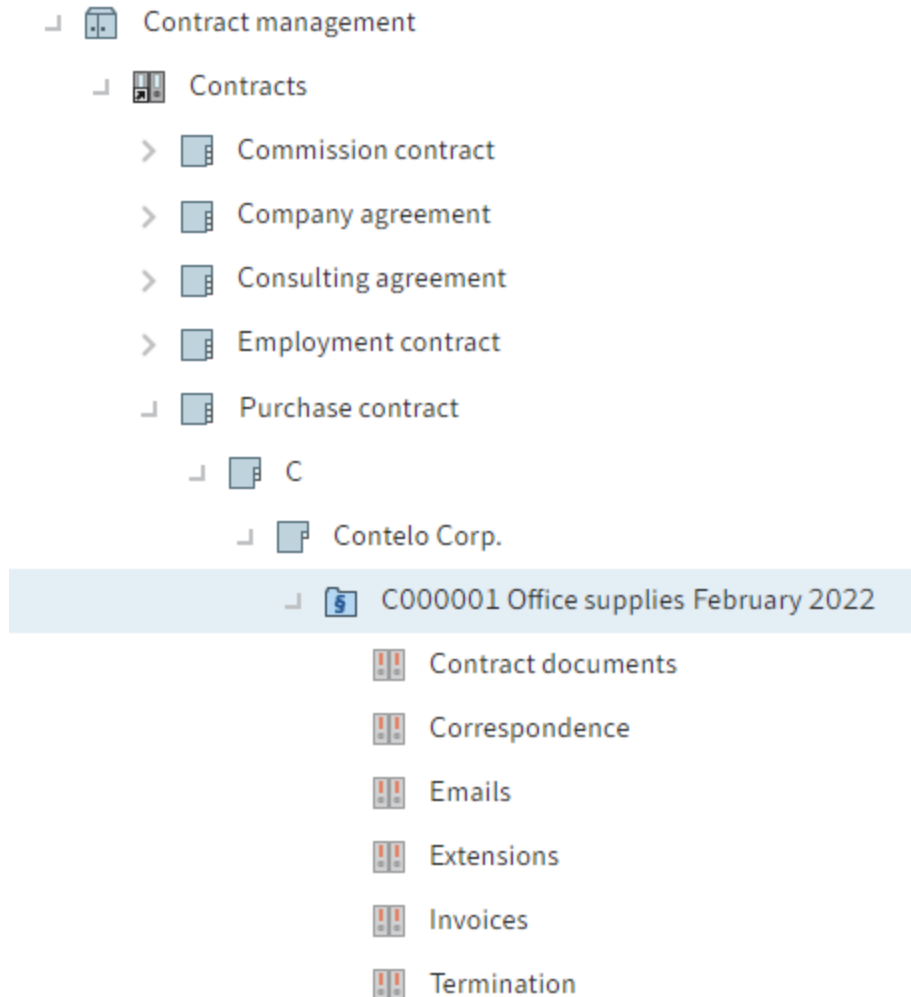 Contract management
Contracts
Commission contract
Company agreement
Consulting agreement
Employment contract
Purchase contract
C
Contelo Corp.
§ C000001 Office supplies February 2022
Contract documents
Correspondence
Emails
Extensions
Invoices
Termination